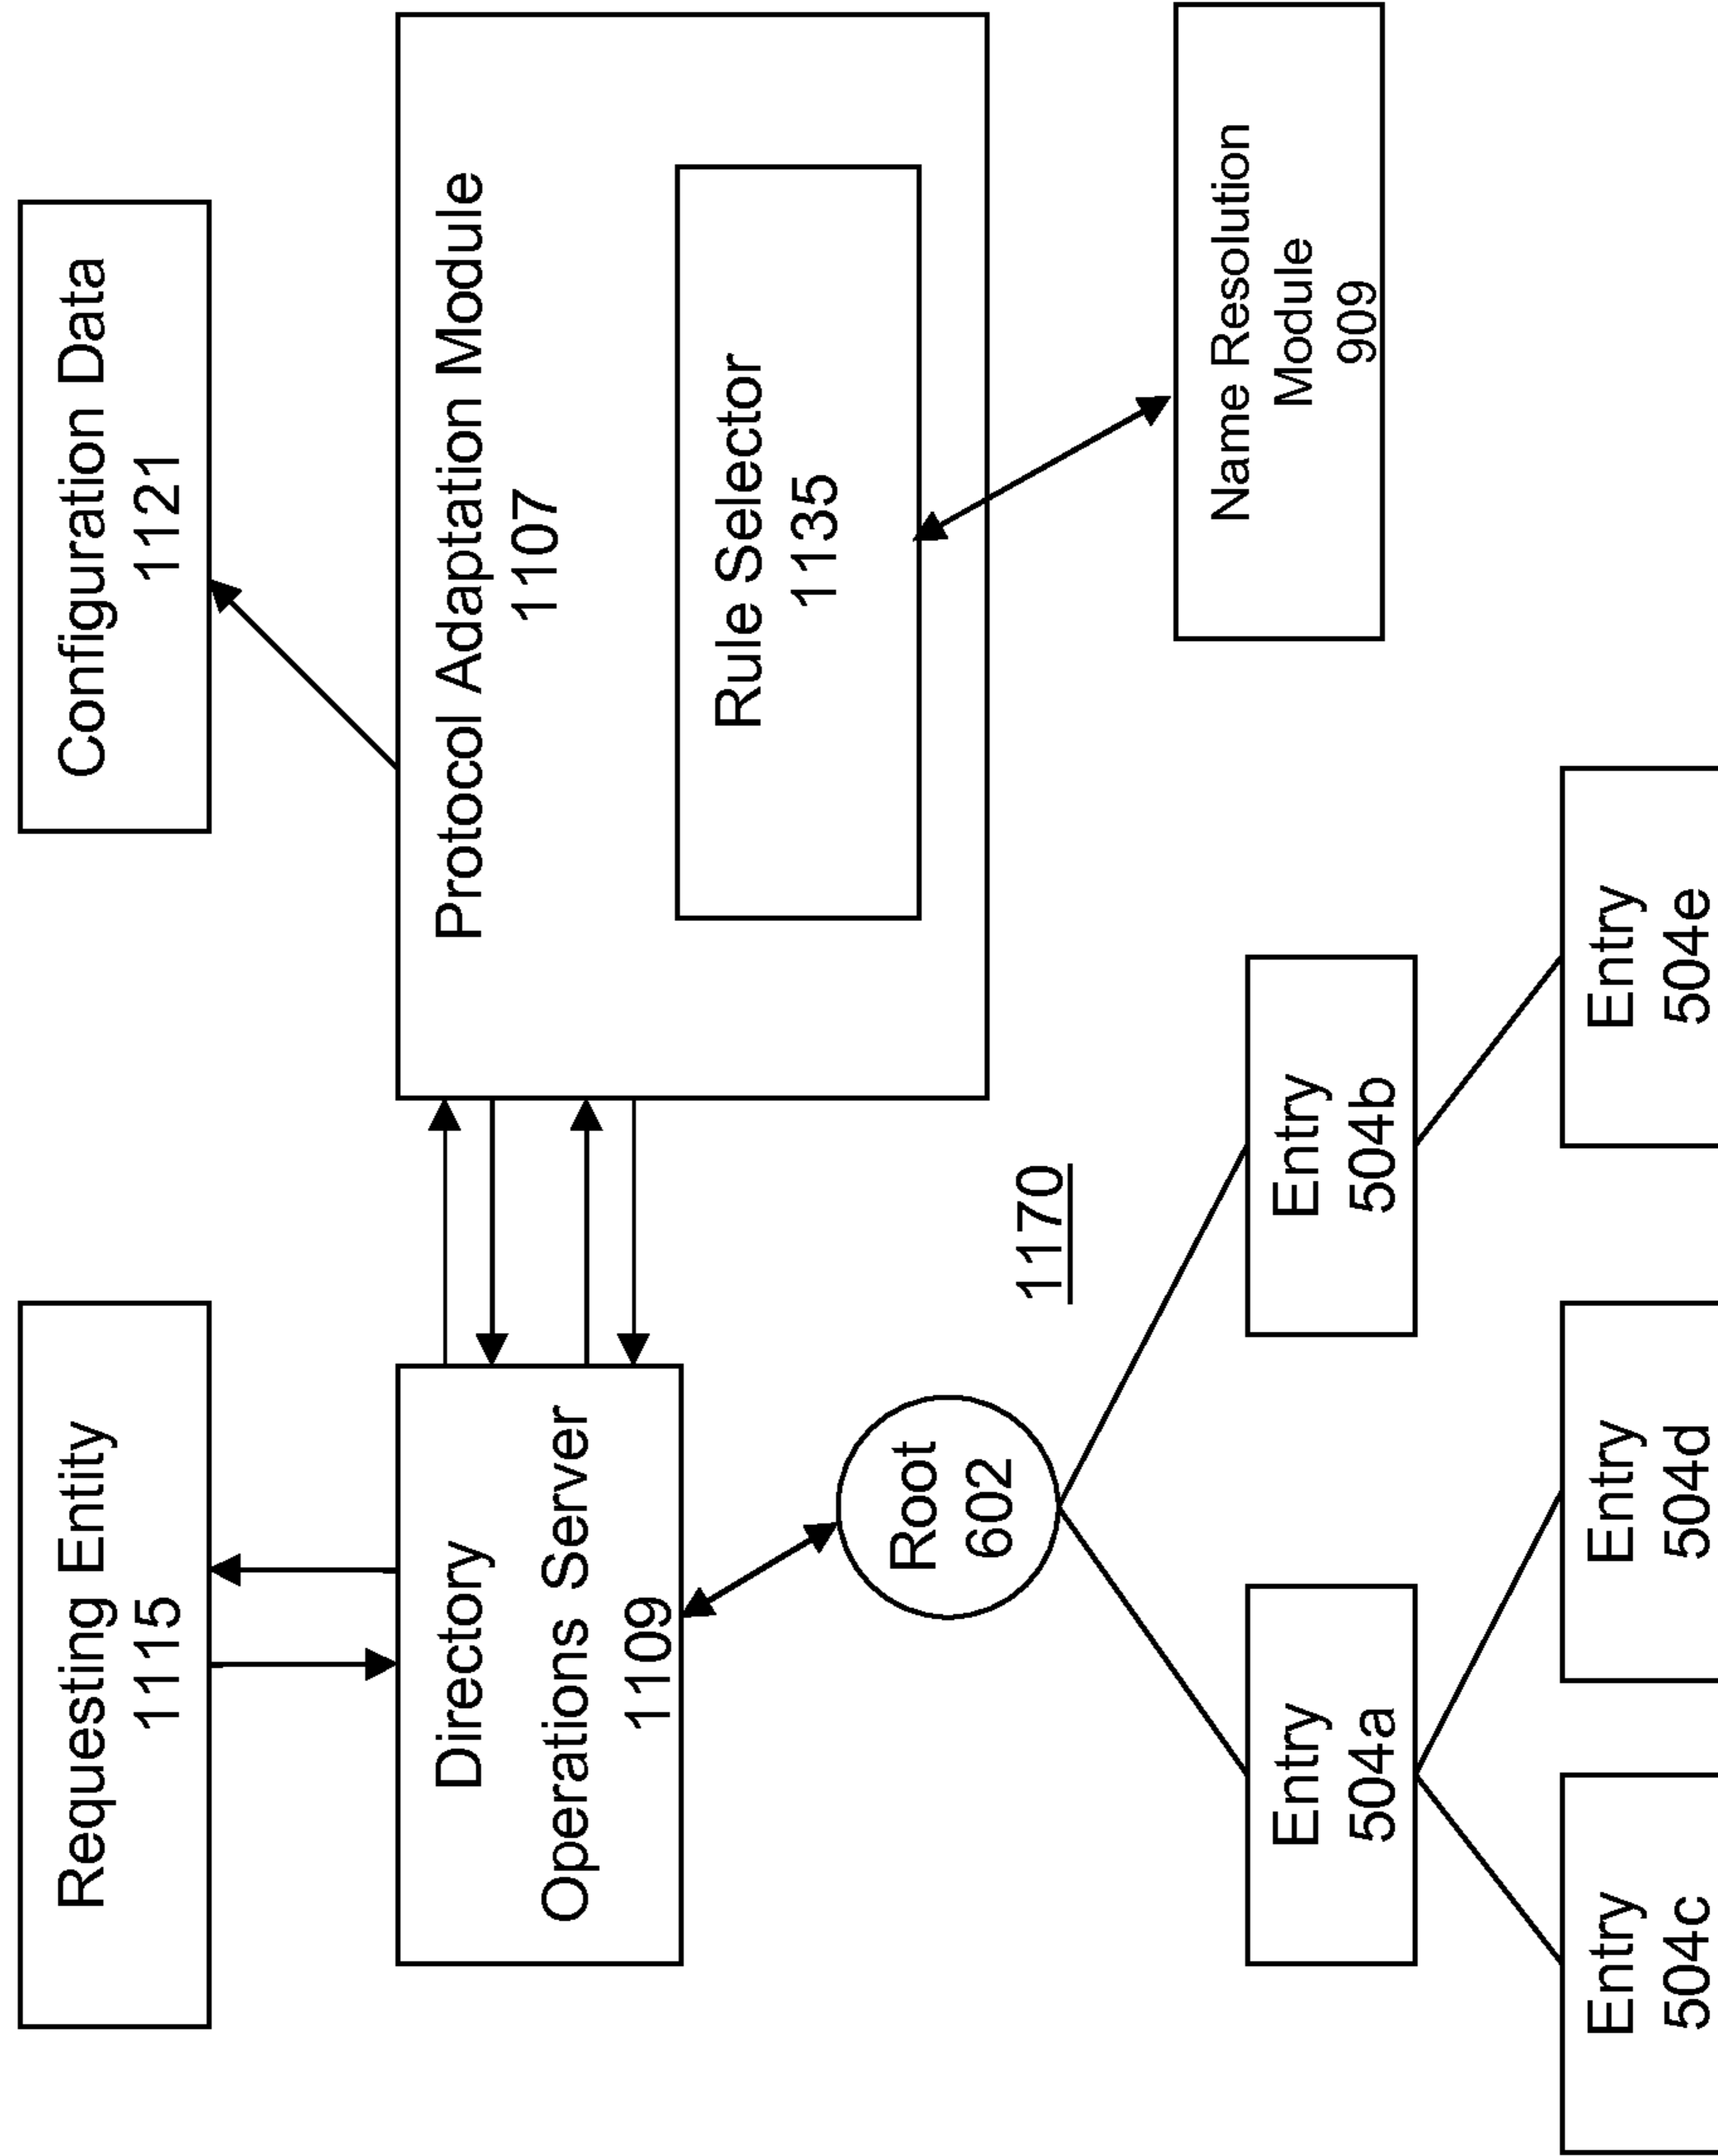 Requesting Entity
1115
Configuration Data
1121
Directory
Operations Server
1109
Protocol Adaptation Module
1107
Rule Selector
1135
Root
602
1170
Name Resolution
Module
909
Entry
504a
Entry
504b
Entry
504c
Entry
504d
Entry
504e